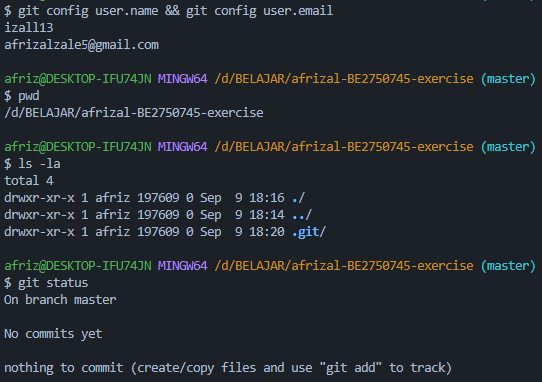 $ git config user.name && git config user.email
izall13
afrizalzale5@gmail.com
afriz@DESKTOP-IFU74JN MINGW64 /d/BELAJAR/afrizal-BE2750745-exercise (master)
$ pwd
/d/BELAJAR/afrizal-BE2750745-exercise
afriz@DESKTOP-IFU74JN MINGW64 /d/BELAJAR/afrizal-BE2750745-exercise (master)
$ ls -la
total 4
drwxr-xr-x 1 afriz 197609 0 Sep  9 18:16 ./
drwxr-xr-x 1 afriz 197609 0 Sep  9 18:14 ../
drwxr-xr-x 1 afriz 197609 0 Sep  9 18:20 .git/
afriz@DESKTOP-IFU74JN MINGW64 /d/BELAJAR/afrizal-BE2750745-exercise (master)
$ git status
On branch master
No commits yet
nothing to commit (create/copy files and use "git add" to track)